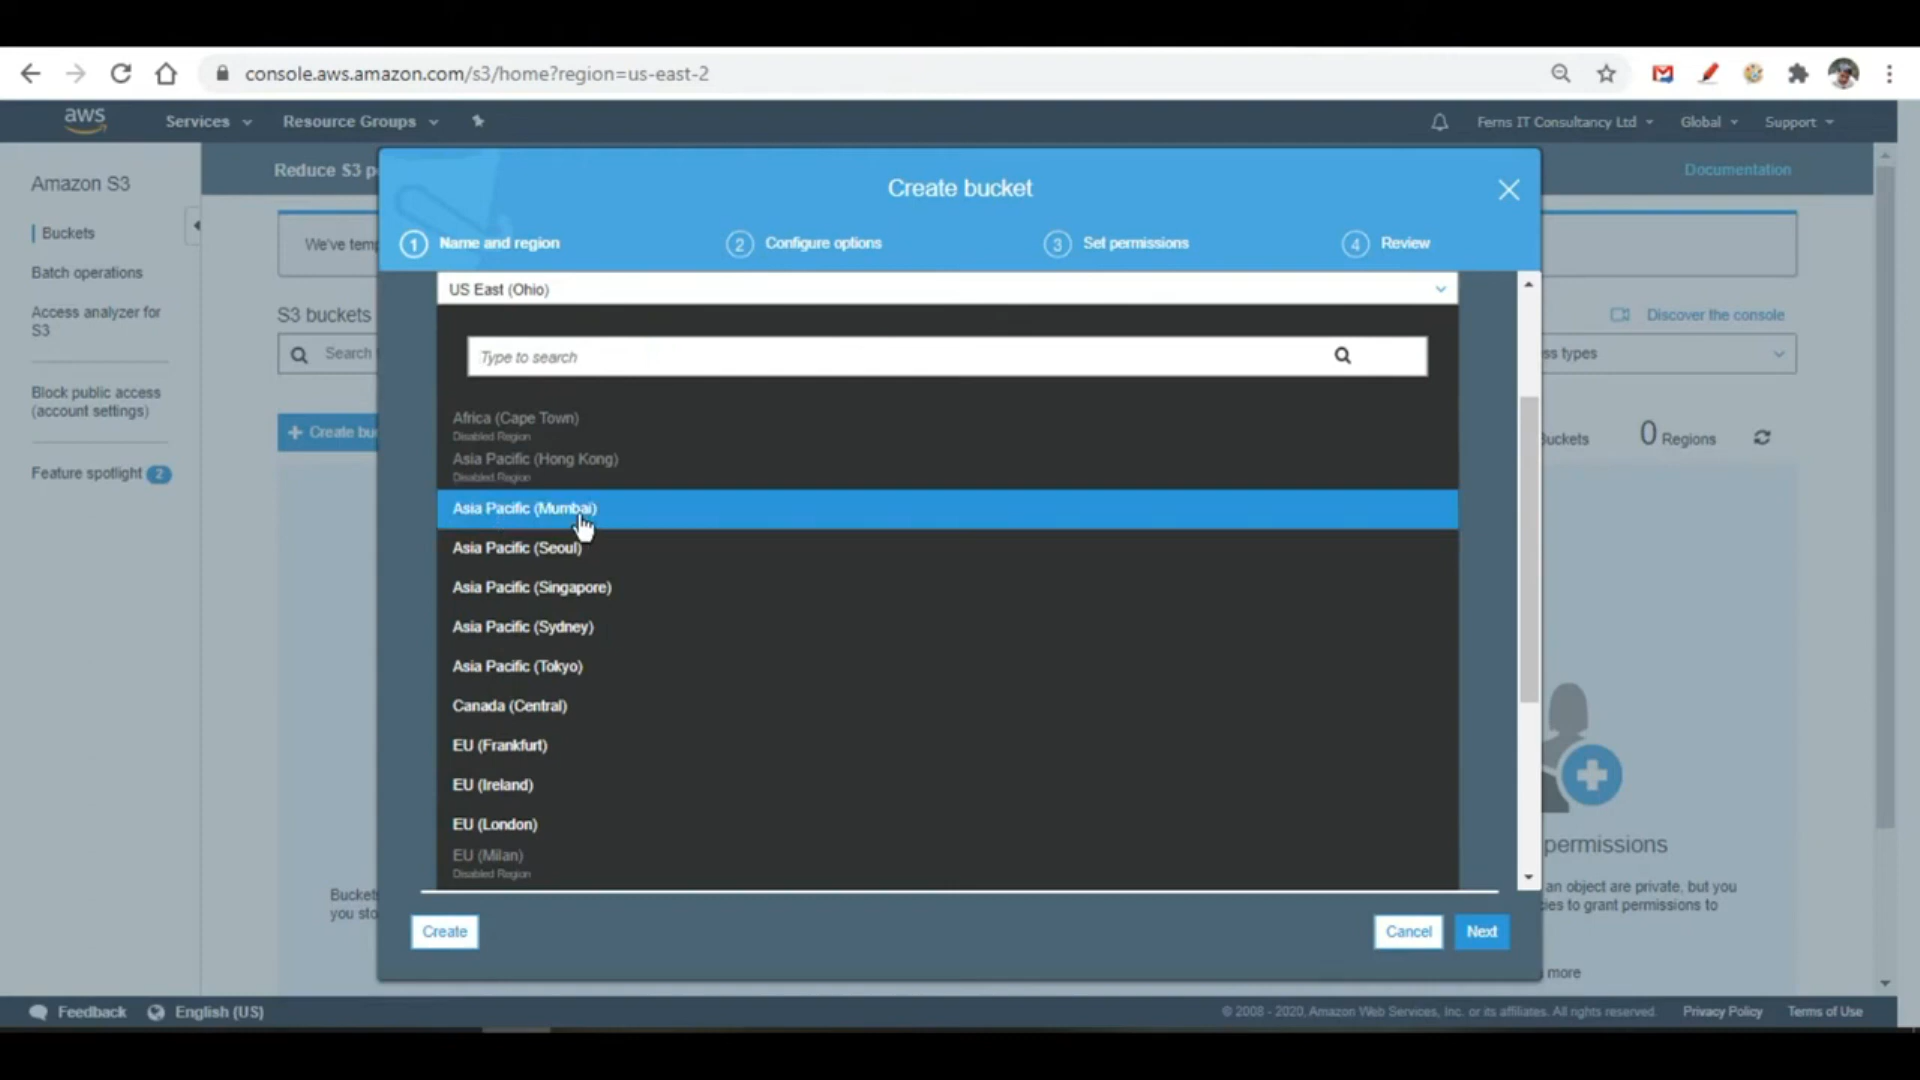 console.aws.amazon.com/s3/home?region=us-east-2
aws
Services
Resource Groups
Ferns IT Consultancy Ltd
Global
Support
Amazon S3
Buckets
Batch operations
Access analyzer for
S3
Block public access
(account settings)
Feature spotlight 2
Reduce S3 p
Documentation
We've temp
S3 buckets
Discover the console
Search
ss types
+ Create buc
Buckets
0 Regions
Create bucket
1 Name and region
2 Configure options
3 Set permissions
4 Review
US East (Ohio)
Type to search
Africa (Cape Town)
Disabled Region
Asia Pacific (Hong Kong)
Disabled Region
Asia Pacific (Mumbai)
Asia Pacific (Seoul)
Asia Pacific (Singapore)
Asia Pacific (Sydney)
Asia Pacific (Tokyo)
Canada (Central)
EU (Frankfurt)
EU (Ireland)
EU (London)
EU (Milan)
Disabled Region
Create
Cancel
Next
Buckets
you sto
permissions
an object are private, but you
cies to grant permissions to
more
Feedback
English (US)
© 2008 - 2020, Amazon Web Services, Inc. or its affiliates. All rights reserved.
Privacy Policy
Terms of Use